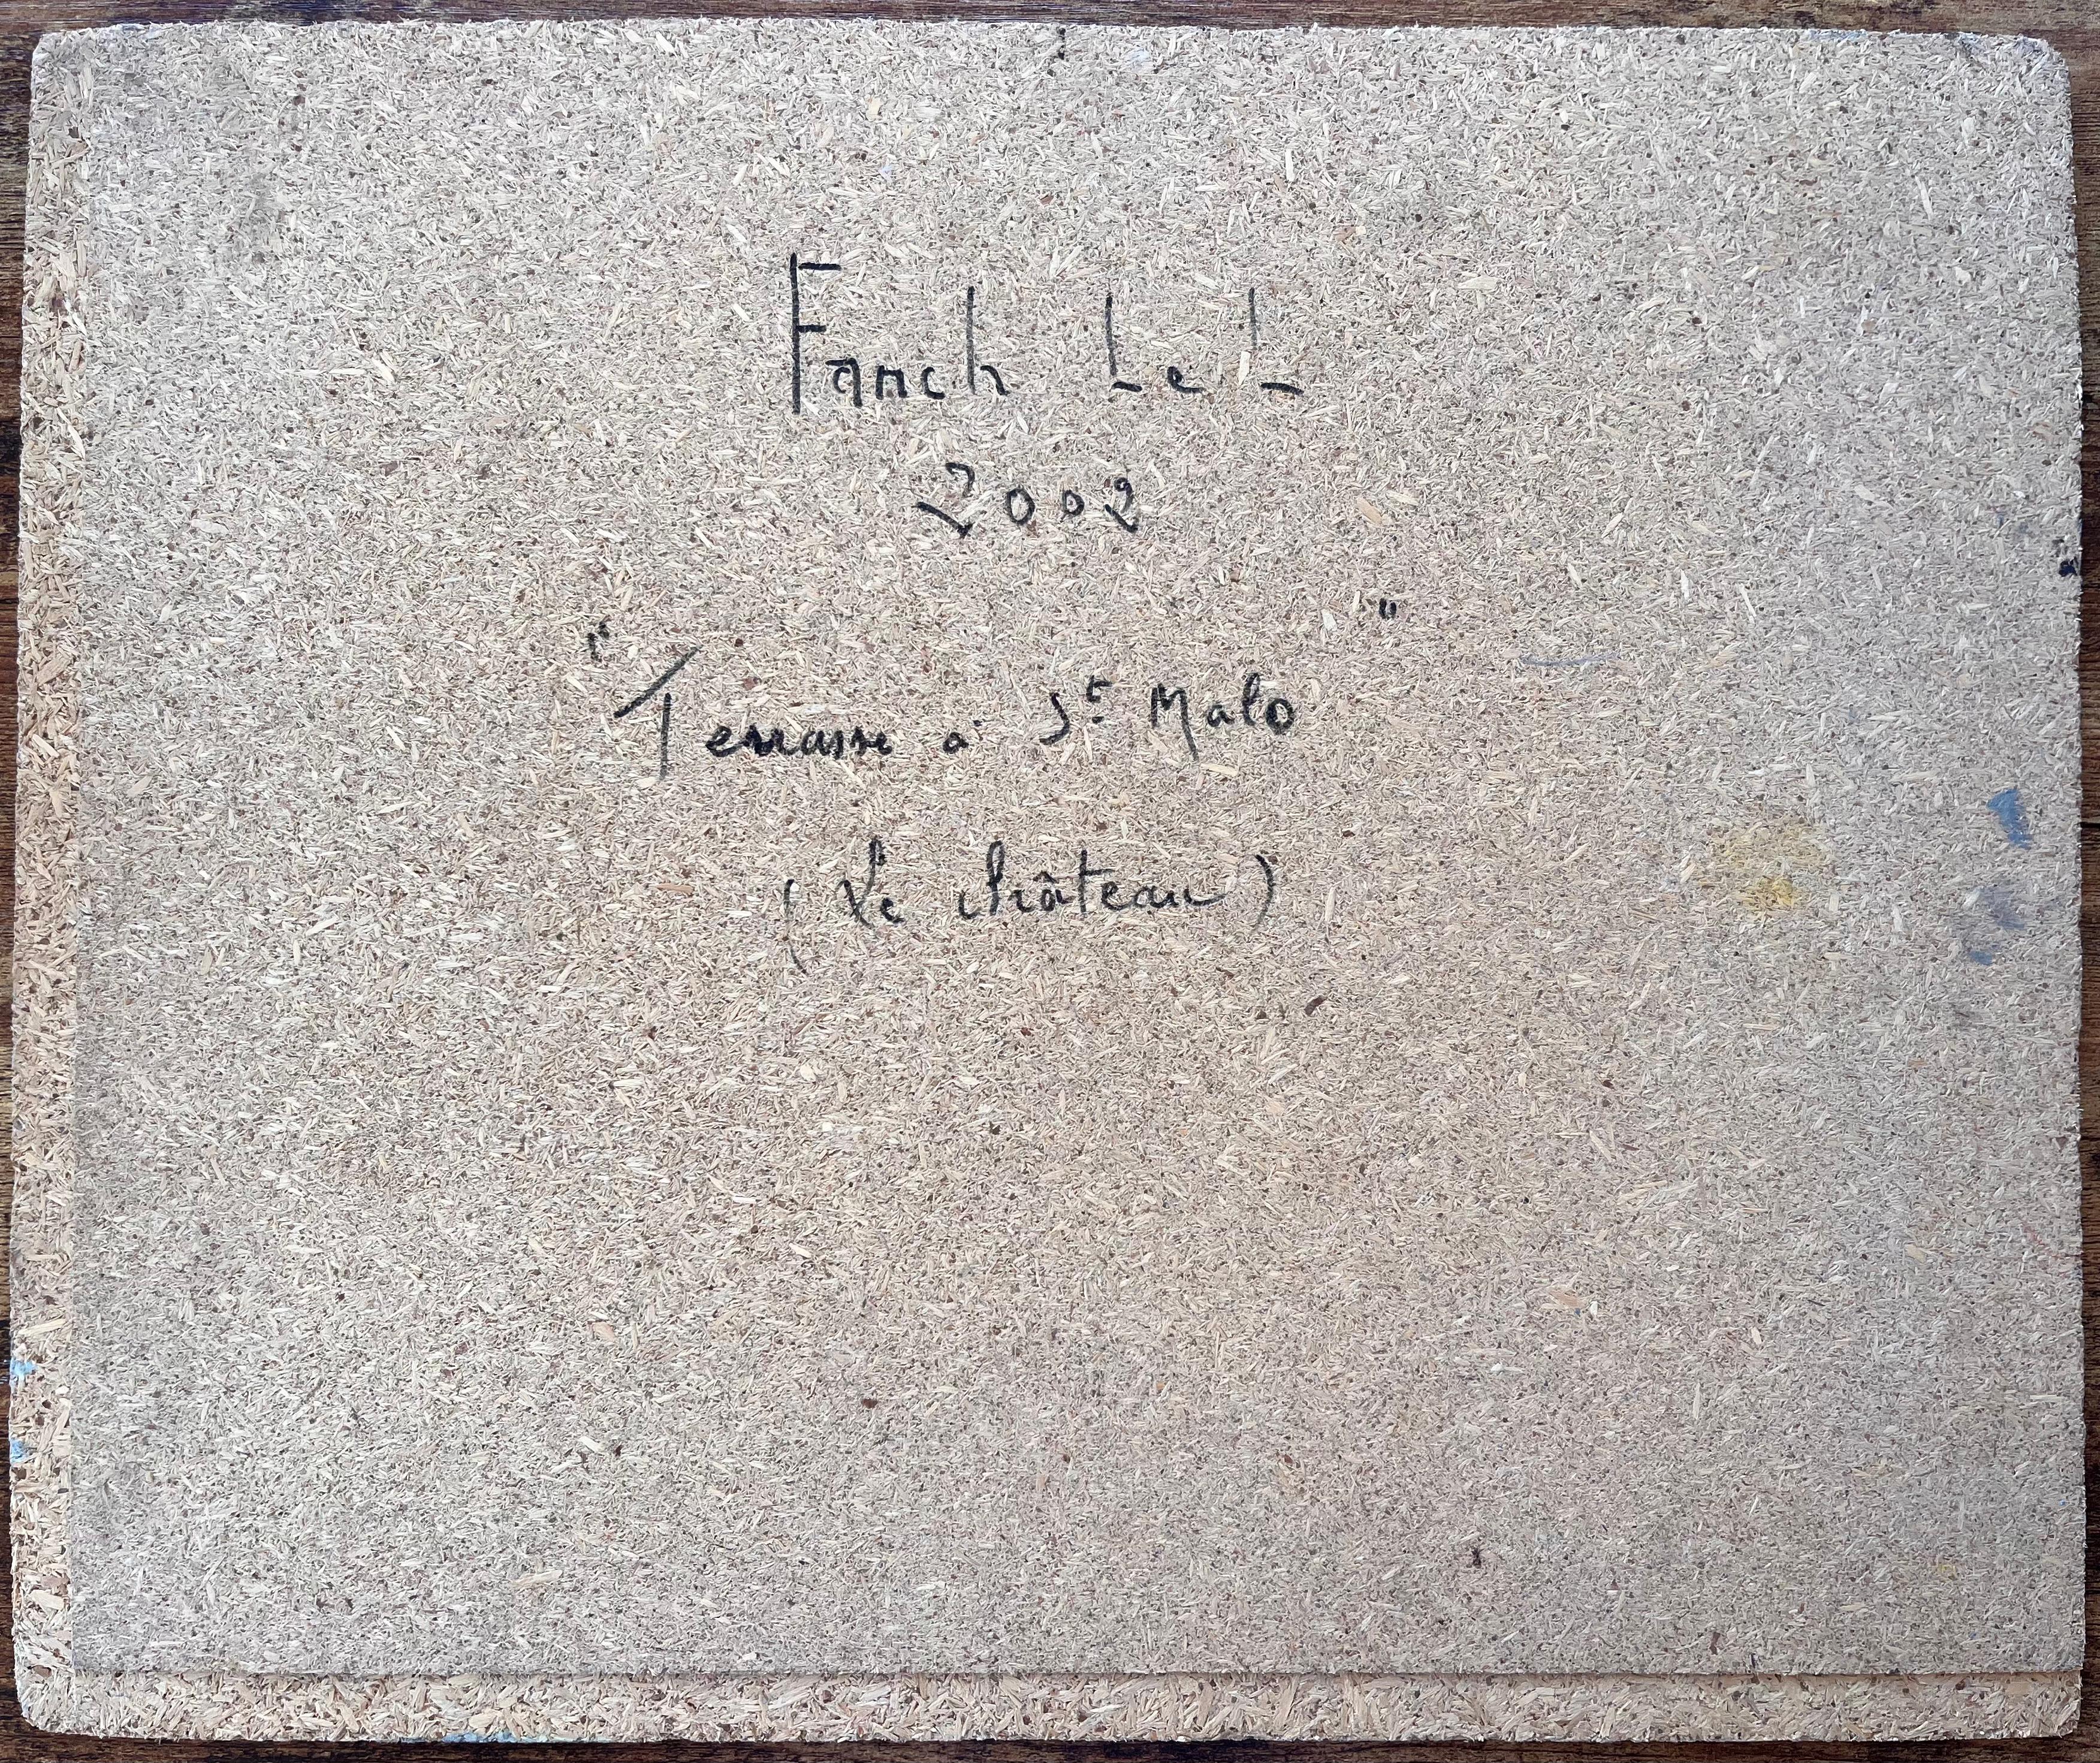 Fanch Le L
2002
"Terrasse à St Malo"
(Le château)